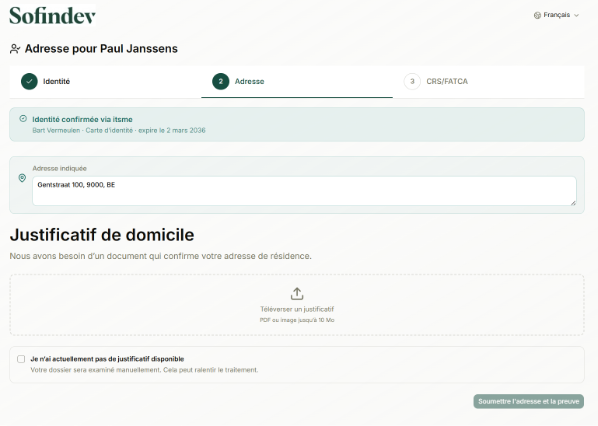 Sofindev
Français
Adresse pour Paul Janssens
Identité
2 Adresse
3 CRS/FATCA
Identité confirmée via itsme
Bart Vermeulen · Carte d'identité · expire le 2 mars 2036
Adresse indiquée
Gentstraat 100, 9000, BE
Justificatif de domicile
Nous avons besoin d'un document qui confirme votre adresse de résidence.
Téléverser un justificatif
PDF ou image jusqu'à 10 Mo
Je n'ai actuellement pas de justificatif disponible
Votre dossier sera examiné manuellement. Cela peut ralentir le traitement.
Soumettre l'adresse et la preuve